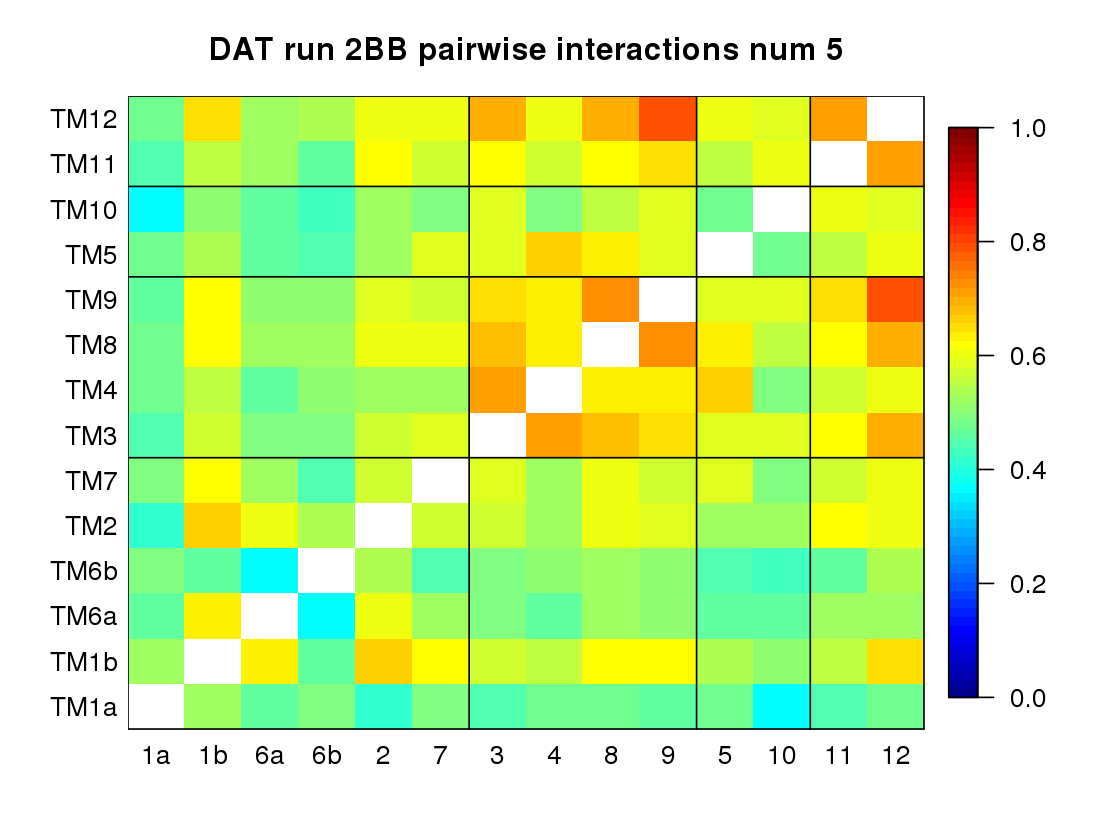 DAT run 2BB pairwise interactions num 5
TM12
TM11
TM10
TM5
TM9
TM8
TM4
TM3
TM7
TM2
TM6b
TM6a
TM1b
TM1a
1a 1b 6a 6b 2 7 3 4 8 9 5 10 11 12
1.0
0.8
0.6
0.4
0.2
0.0